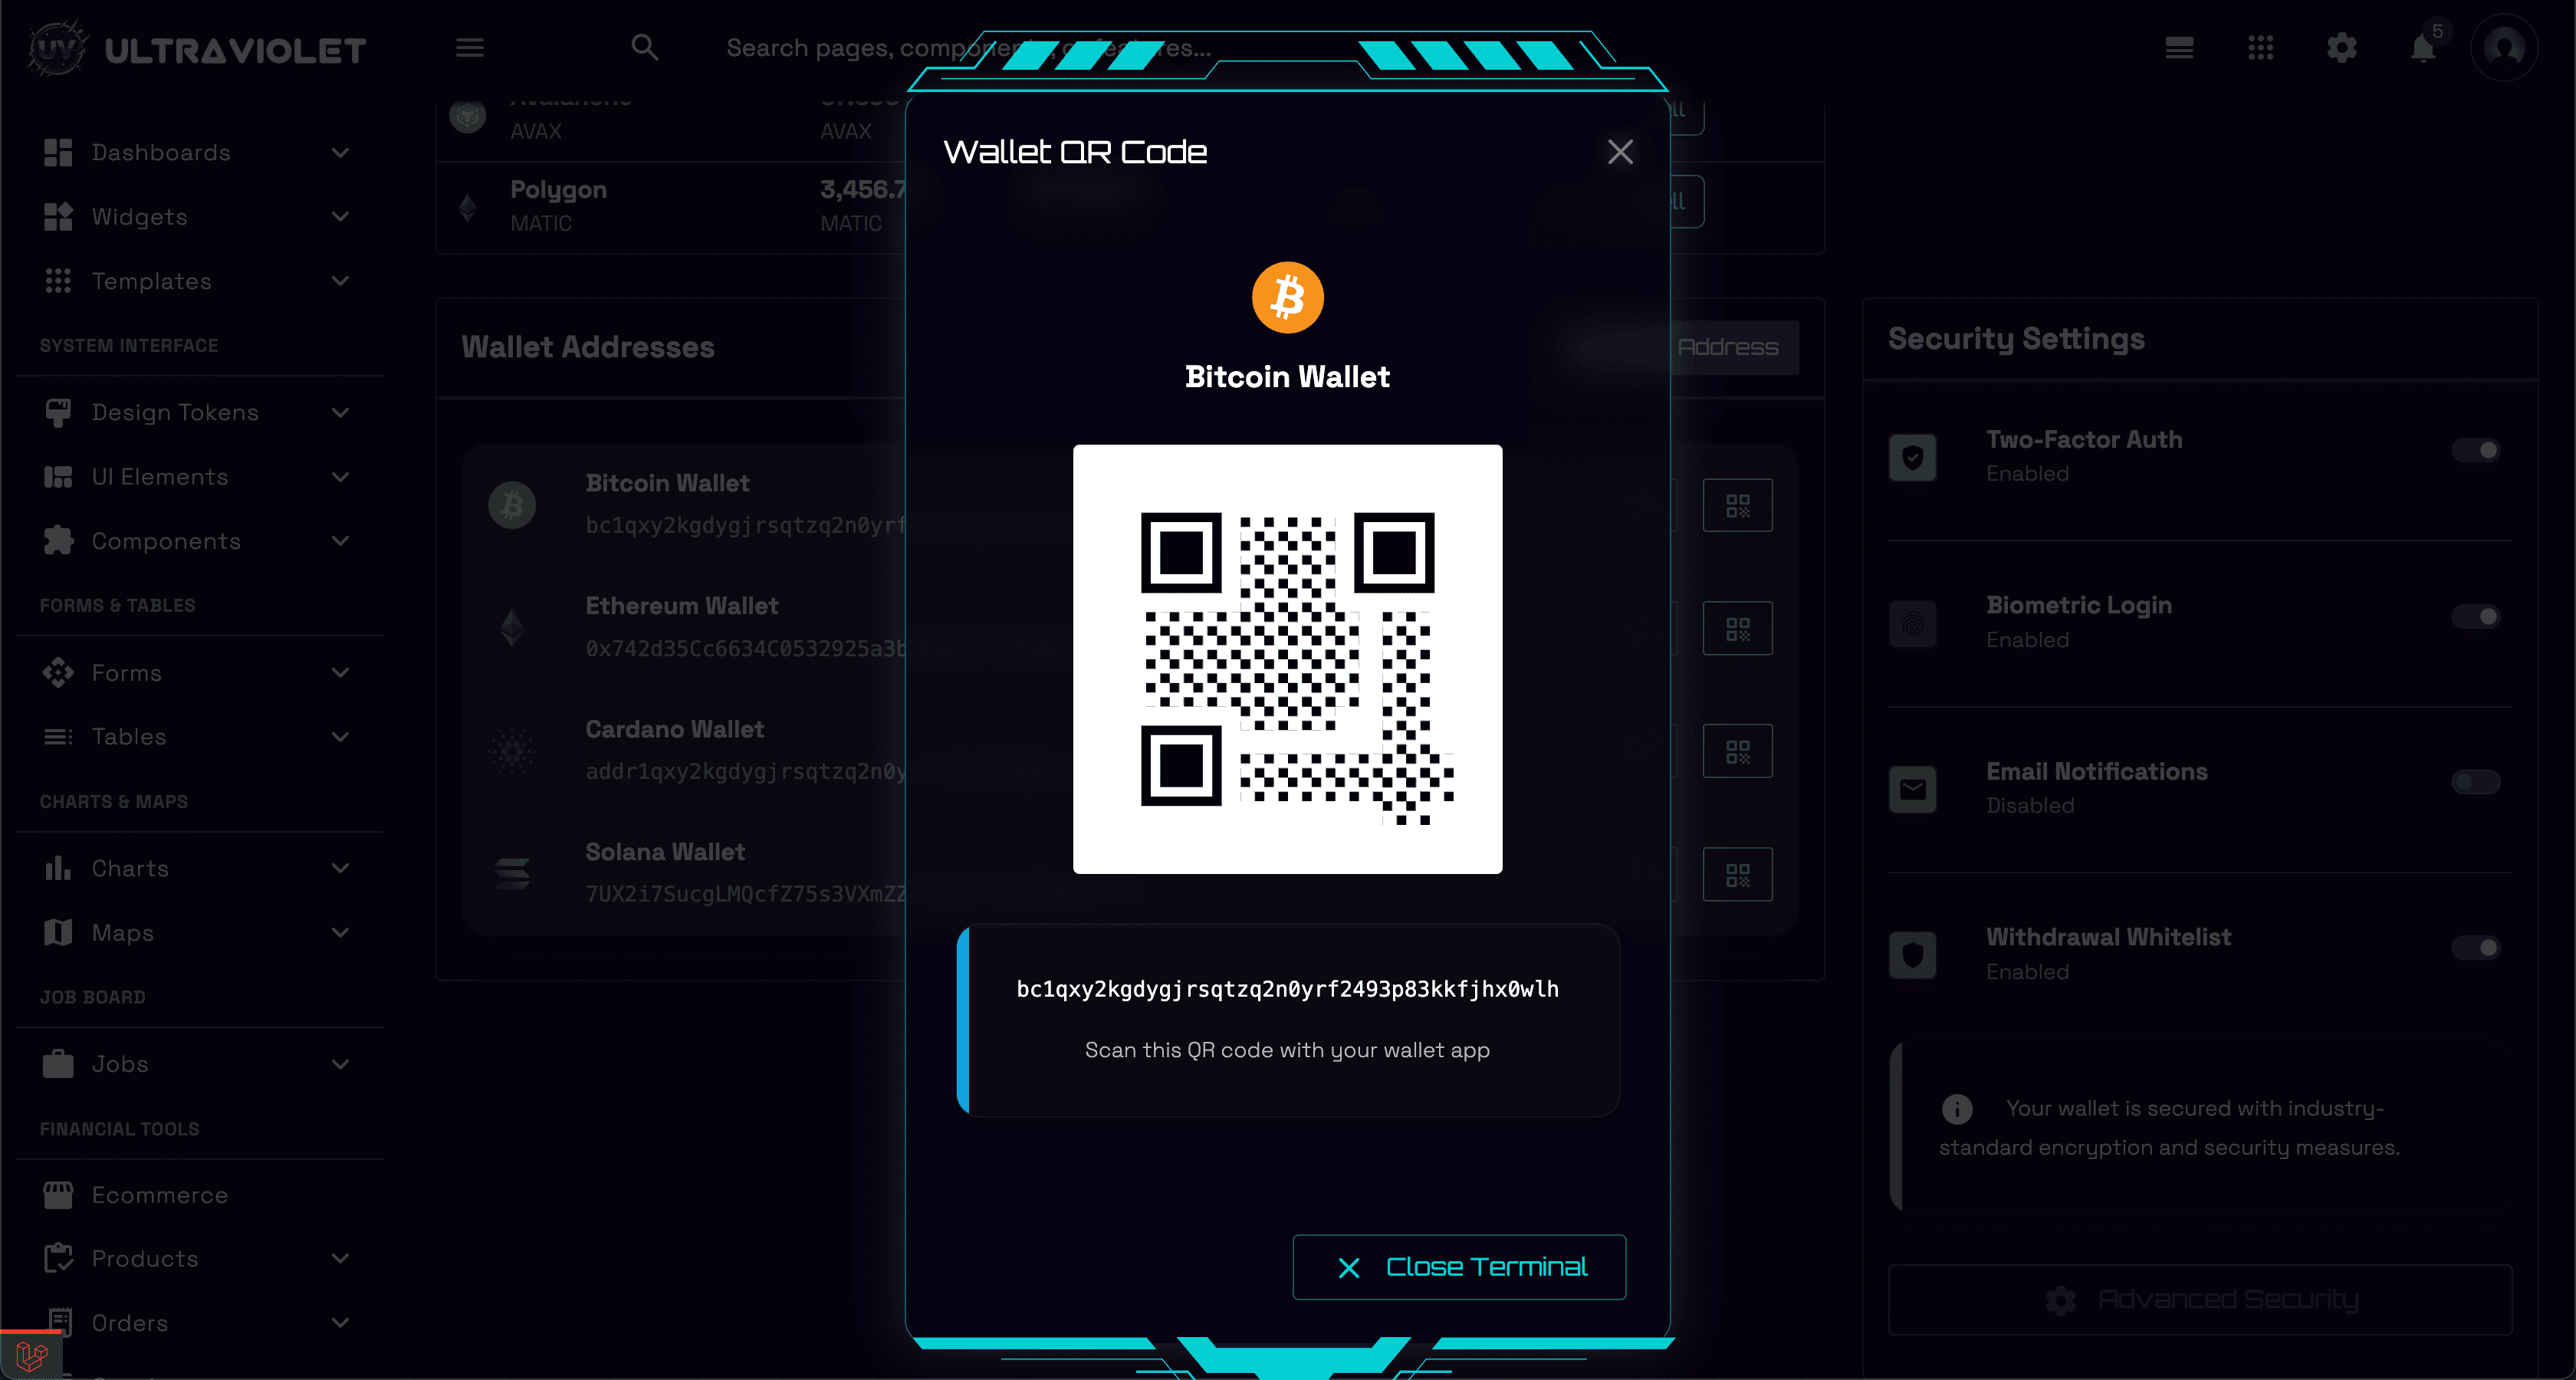 UV ULTRAVIOLET
Search pages, components, or features...
5
Dashboards
Widgets
Templates
SYSTEM INTERFACE
Design Tokens
UI Elements
Components
FORMS & TABLES
Forms
Tables
CHARTS & MAPS
Charts
Maps
JOB BOARD
Jobs
FINANCIAL TOOLS
Ecommerce
Products
Orders
AVAX
AVAX
Polygon
3,456.7
MATIC
MATIC
Wallet Addresses
Address
Bitcoin Wallet
bc1qxy2kgdygjrsqtzq2n0yrf
Ethereum Wallet
0x742d35Cc6634C0532925a3b
Cardano Wallet
addr1qxy2kgdygjrsqtzq2n0y
Solana Wallet
7UX2i7SucgLMQcfZ75s3VXmZZ
Wallet QR Code
Bitcoin Wallet
bc1qxy2kgdygjrsqtzq2n0yrf2493p83kkfjhx0wlh
Scan this QR code with your wallet app
Close Terminal
Security Settings
Two-Factor Auth
Enabled
Biometric Login
Enabled
Email Notifications
Disabled
Withdrawal Whitelist
Enabled
Your wallet is secured with industry-
standard encryption and security measures.
Advanced Security